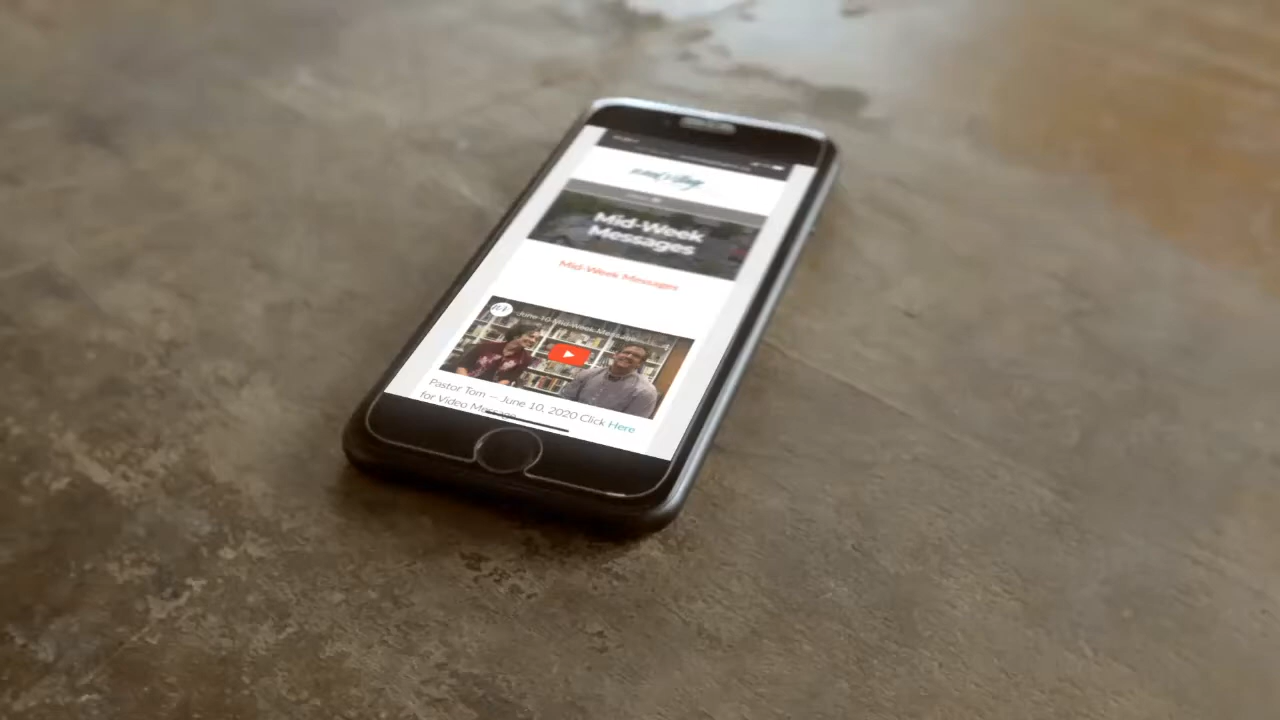 Mid-Week
Messages
Mid-Week Messages
June 10 Mid-Week
Pastor Tom — June 10, 2020 Click Here
for Video Message